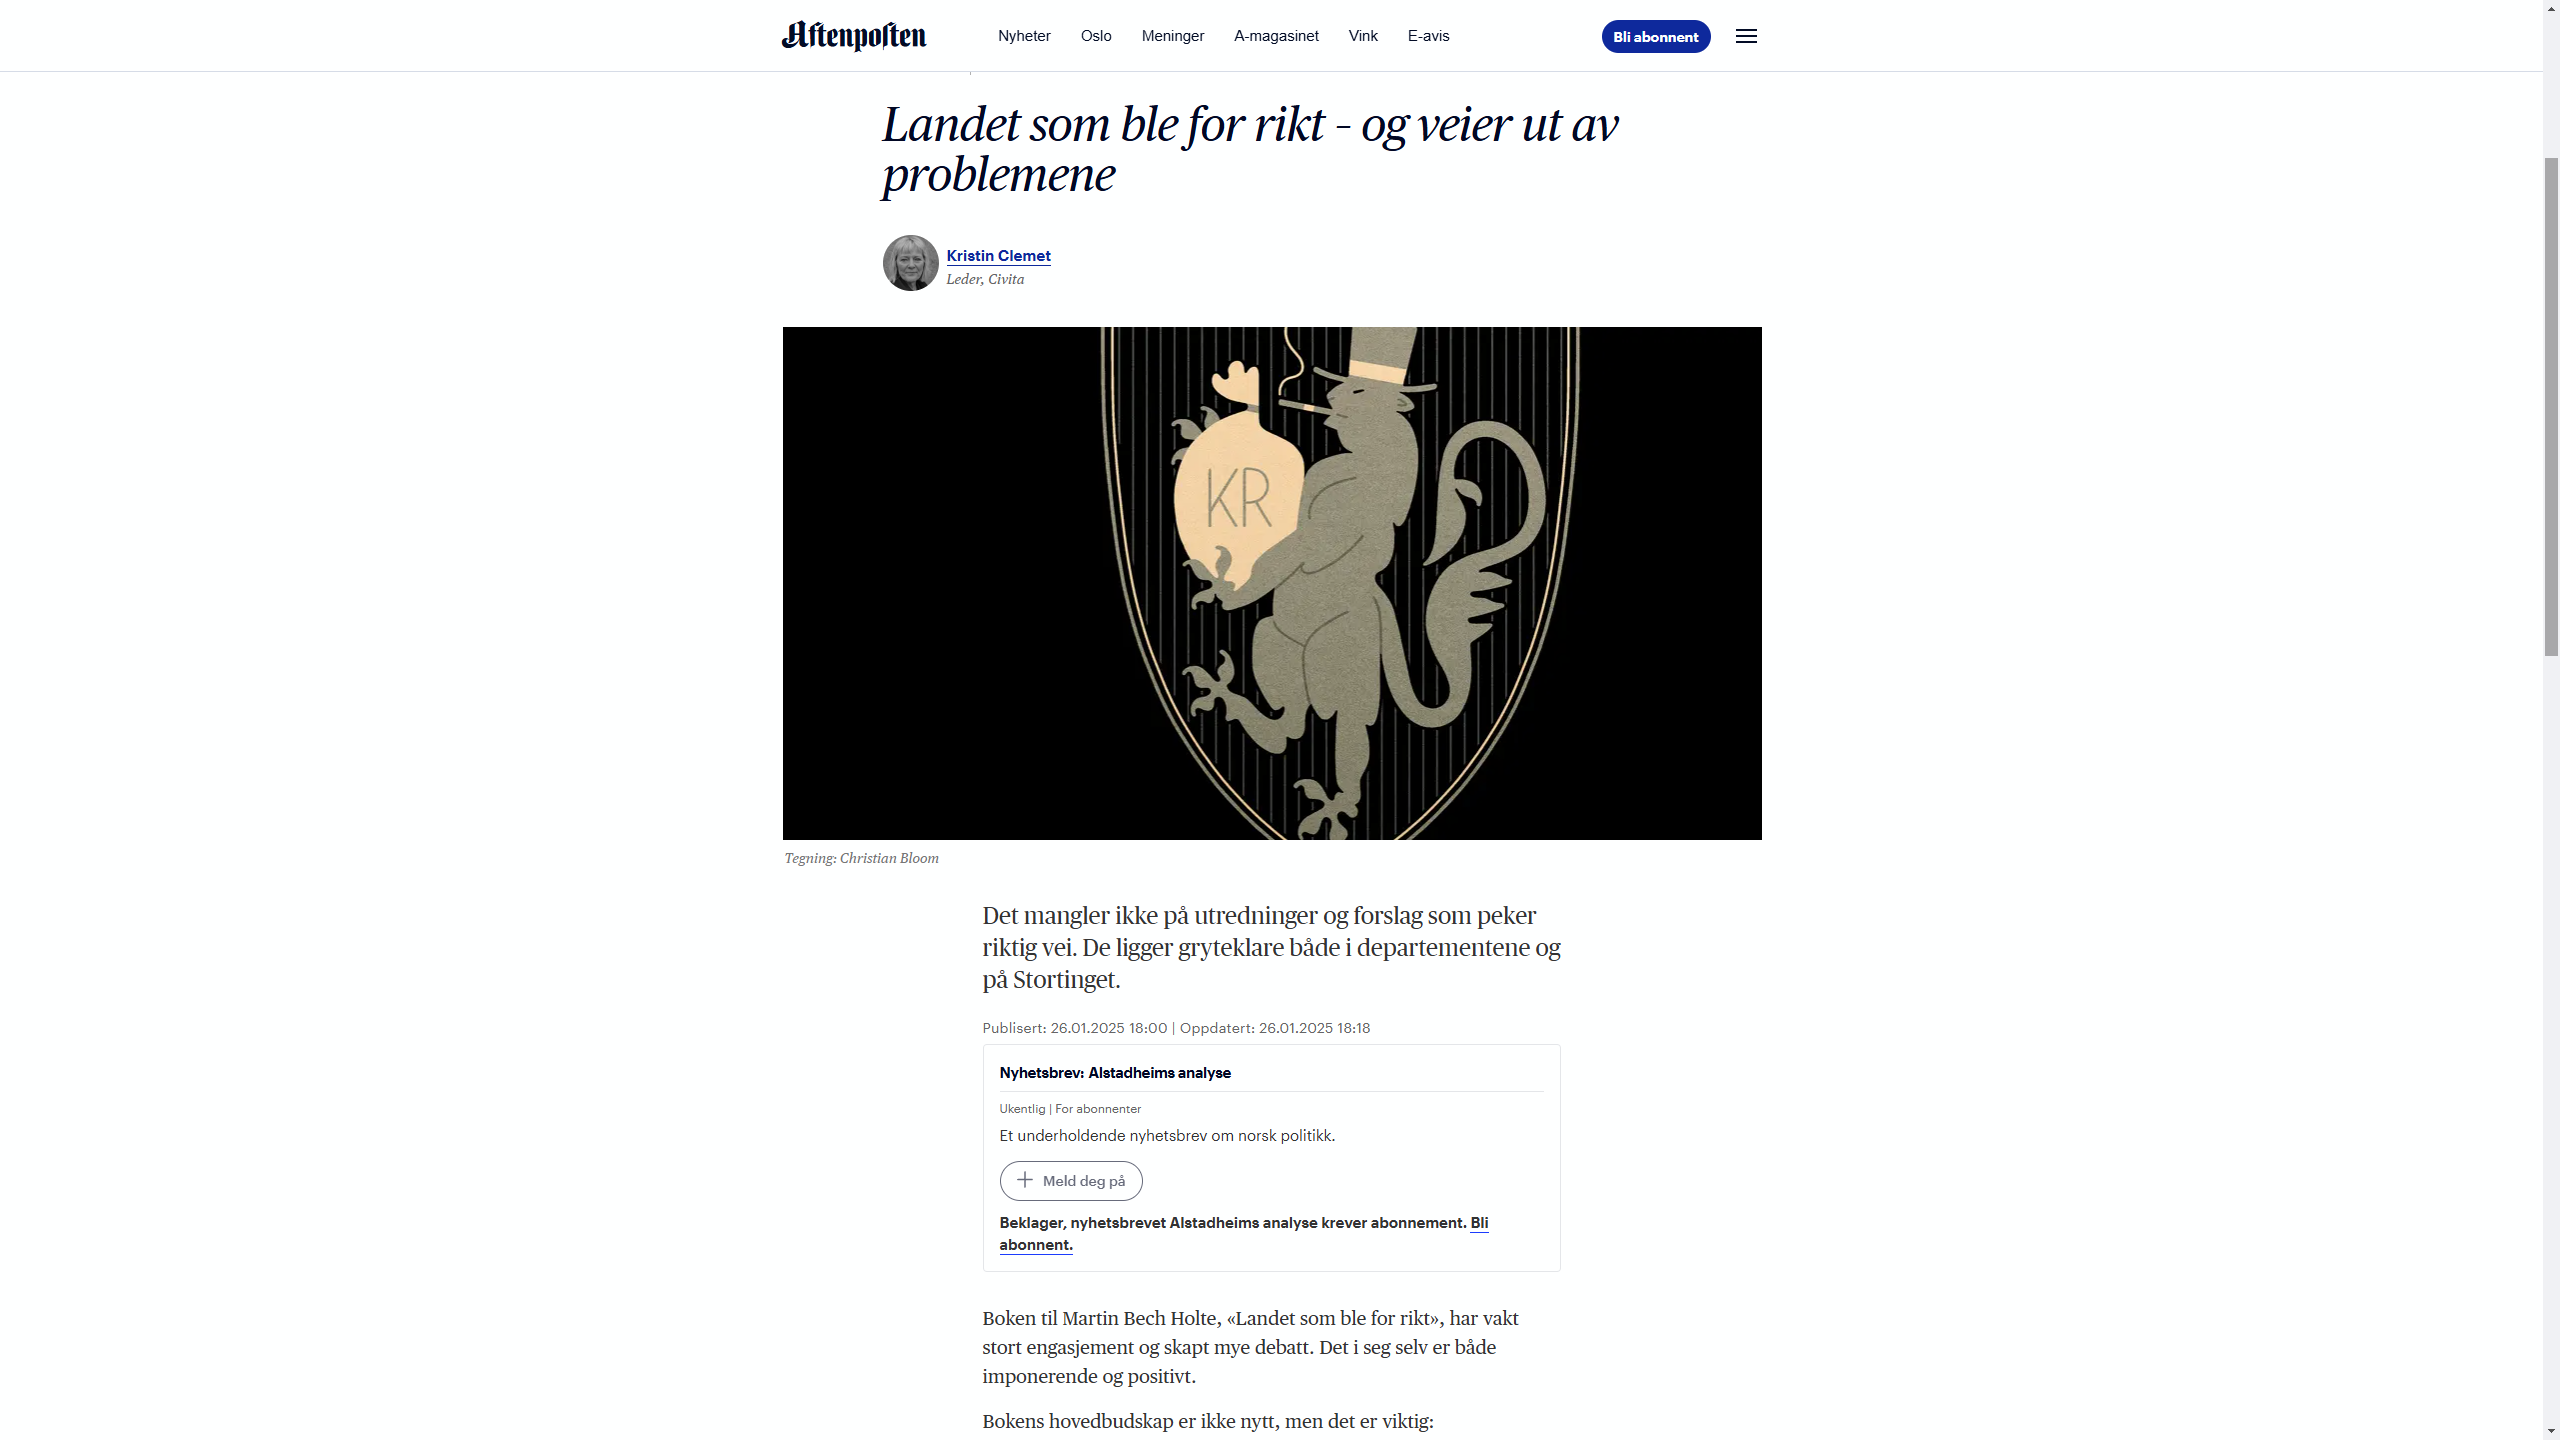 Aftenposten
Nyheter
Oslo
Meninger
A-magasinet
Vink
E-avis
Bli abonnent
Landet som ble for rikt – og veier ut av
problemene
Kristin Clemet
Leder, Civita
KR
Tegning: Christian Bloom
Det mangler ikke på utredninger og forslag som peker
riktig vei. De ligger gryteklare både i departementene og
på Stortinget.
Publisert: 26.01.2025 18:00 | Oppdatert: 26.01.2025 18:18
Nyhetsbrev: Alstadheims analyse
Ukentlig | For abonnenter
Et underholdende nyhetsbrev om norsk politikk.
Meld deg på
Beklager, nyhetsbrevet Alstadheims analyse krever abonnement. Bli
abonnent.
Boken til Martin Bech Holte, «Landet som ble for rikt», har vakt
stort engasjement og skapt mye debatt. Det i seg selv er både
imponerende og positivt.
Bokens hovedbudskap er ikke nytt, men det er viktig: